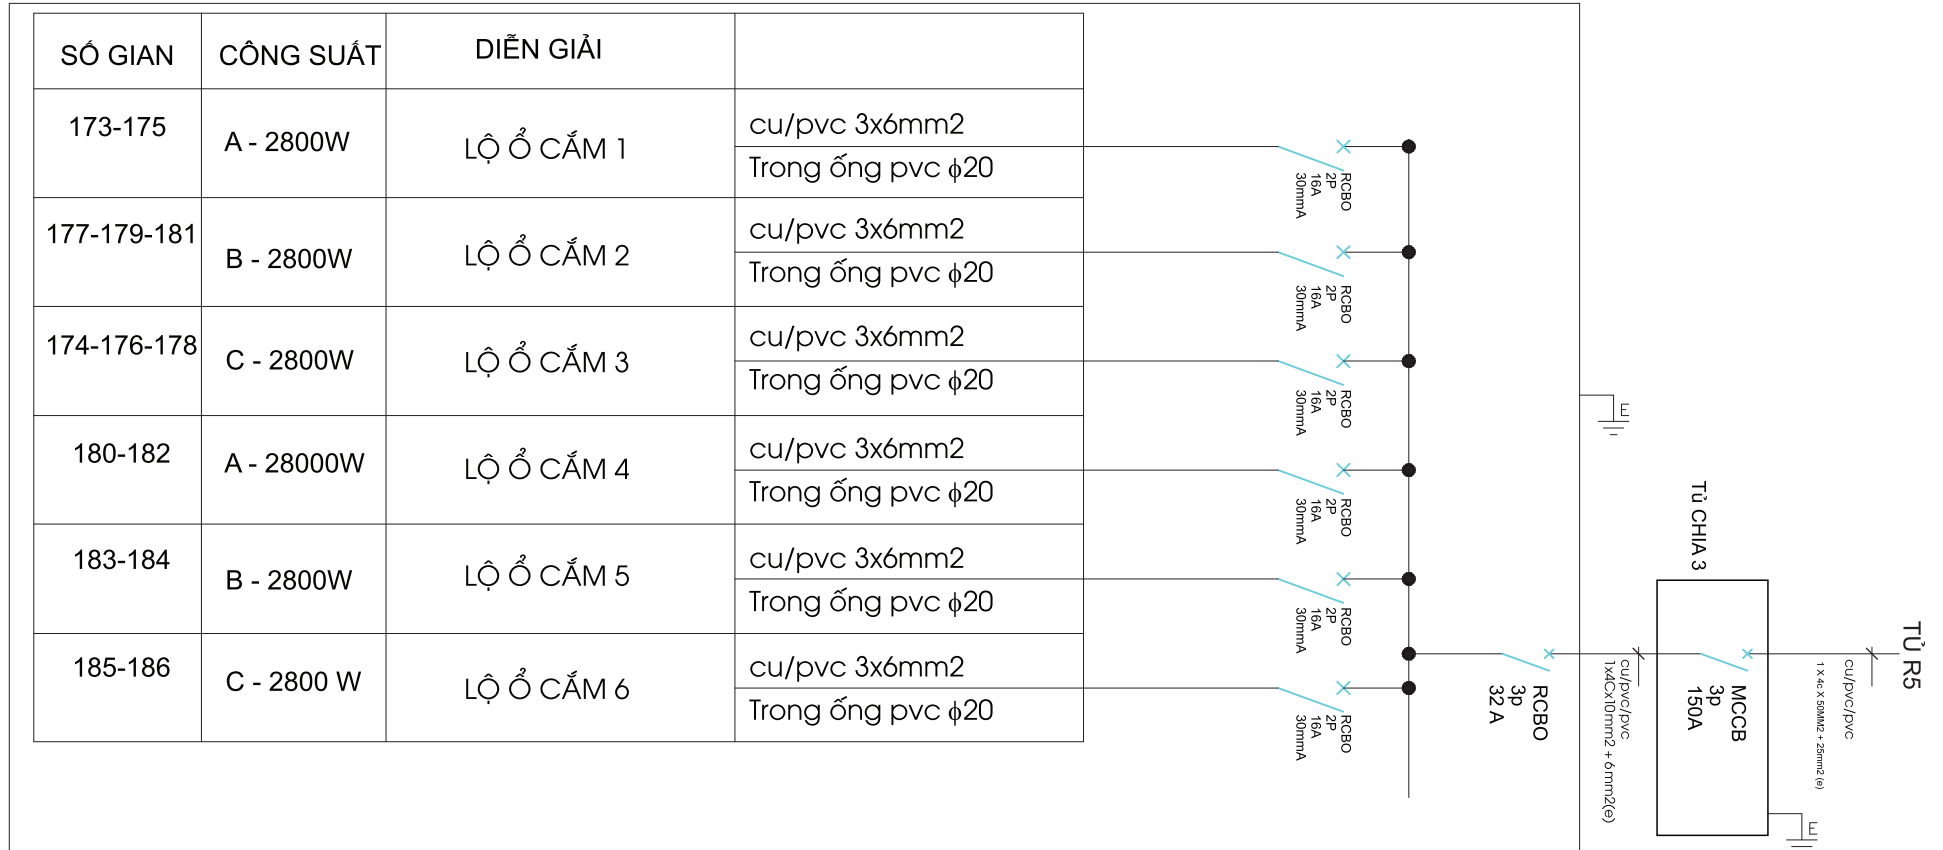 SỐ GIAN CÔNG SUẤT DIỄN GIẢI
173-175 A - 2800W LỘ Ổ CẮM 1 cu/pvc 3x6mm2
Trong ống pvc ϕ20
RCBO
2P
16A
30mmA
177-179-181 B - 2800W LỘ Ổ CẮM 2 cu/pvc 3x6mm2
Trong ống pvc ϕ20
RCBO
2P
16A
30mmA
174-176-178 C - 2800W LỘ Ổ CẮM 3 cu/pvc 3x6mm2
Trong ống pvc ϕ20
RCBO
2P
16A
30mmA
180-182 A - 28000W LỘ Ổ CẮM 4 cu/pvc 3x6mm2
Trong ống pvc ϕ20
RCBO
2P
16A
30mmA
183-184 B - 2800W LỘ Ổ CẮM 5 cu/pvc 3x6mm2
Trong ống pvc ϕ20
RCBO
2P
16A
30mmA
185-186 C - 2800 W LỘ Ổ CẮM 6 cu/pvc 3x6mm2
Trong ống pvc ϕ20
RCBO
2P
16A
30mmA
E
RCBO
3p
32 A
cu/pvc/pvc
1x4Cx10mm2 + 6mm2(e)
Tủ CHIA 3
MCCB
3p
150A
E
cu/pvc/pvc
1 X 4c X 50MM2 + 25mm2 (e)
TỦ R5